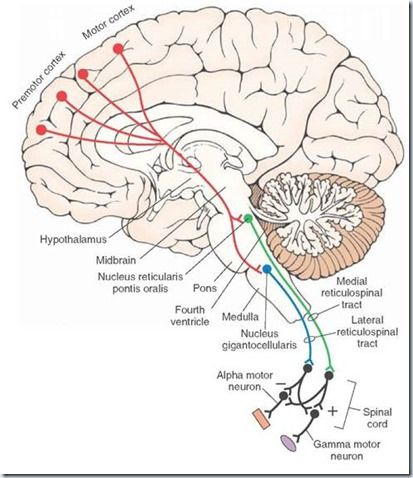 Motor cortex
Premotor cortex
Hypothalamus
Midbrain
Nucleus reticularis
pontis oralis
Pons
Fourth
ventricle
Medulla
Nucleus
gigantocellularis
Medial
reticulospinal
tract
Lateral
reticulospinal
tract
Alpha motor
neuron
−
+
Spinal
cord
Gamma motor
neuron